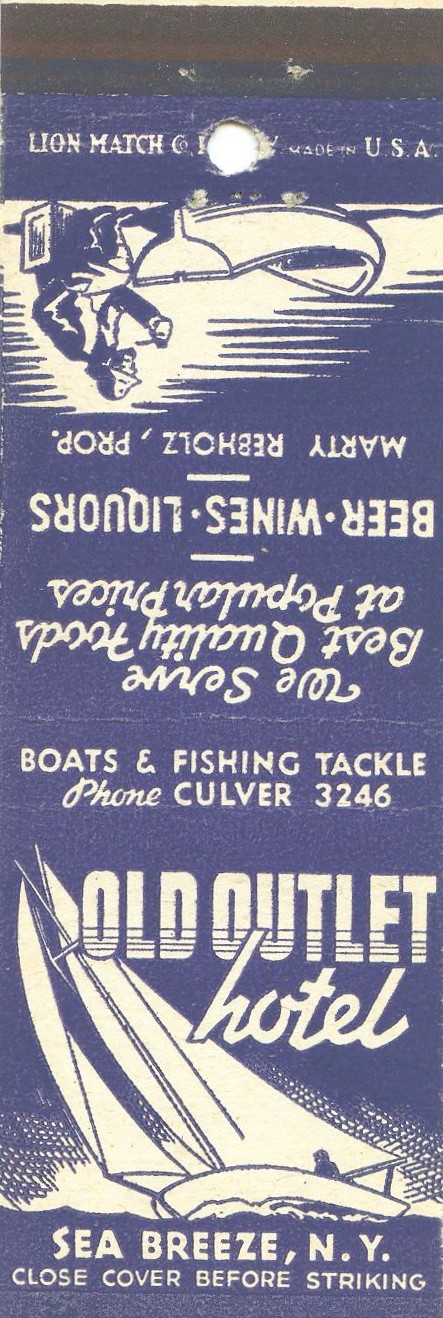 LION MATCH Co. MADE IN U.S.A.
MARTY REBHOLZ, PROP.
BEER · WINES · LIQUORS
We Serve
Best Quality Foods
at Popular Prices
BOATS & FISHING TACKLE
Phone CULVER 3246
OLD OUTLET
hotel
SEA BREEZE, N.Y.
CLOSE COVER BEFORE STRIKING